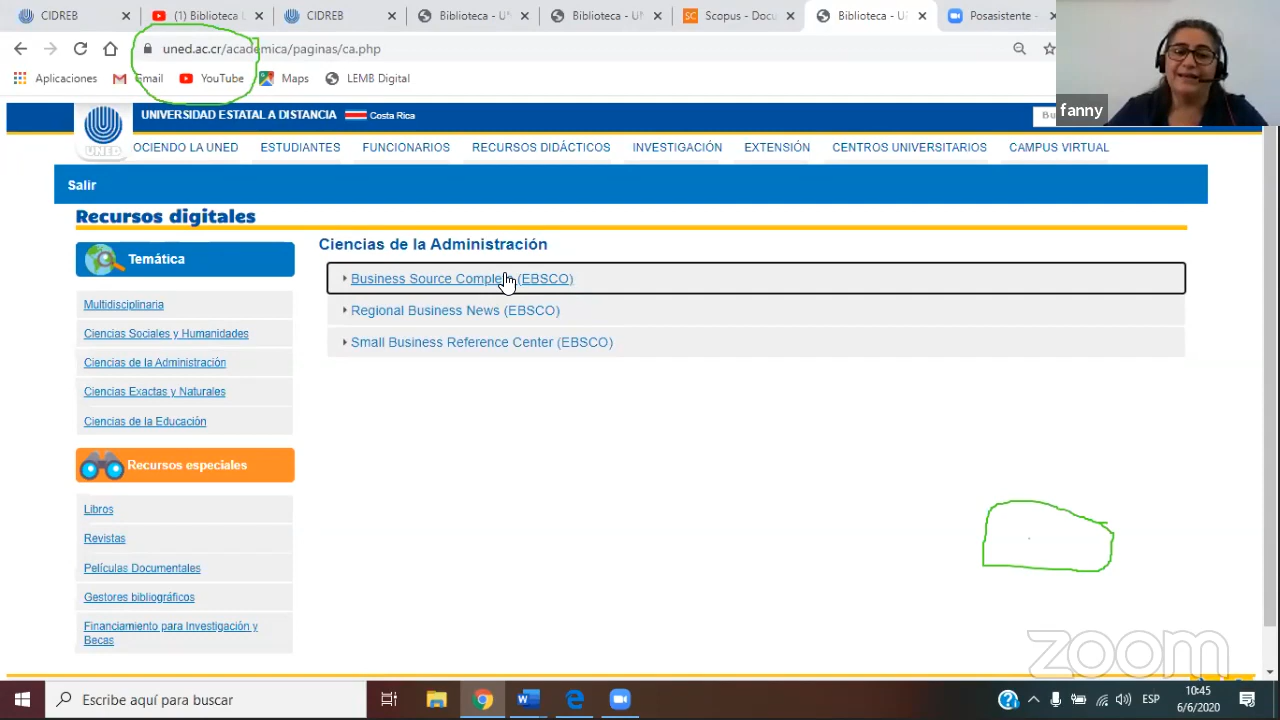 CIDREB
(1) Biblioteca
CIDREB
Biblioteca - U
Biblioteca - U
Scopus - Docu
Biblioteca - U
Posasistente
uned.ac.cr/academica/paginas/ca.php
Aplicaciones
Gmail
YouTube
Maps
LEMB Digital
fanny
UNIVERSIDAD ESTATAL A DISTANCIA
Costa Rica
Bu
UNED
OCIENDO LA UNED
ESTUDIANTES
FUNCIONARIOS
RECURSOS DIDÁCTICOS
INVESTIGACIÓN
EXTENSIÓN
CENTROS UNIVERSITARIOS
CAMPUS VIRTUAL
Salir
Recursos digitales
Temática
Multidisciplinaria
Ciencias Sociales y Humanidades
Ciencias de la Administración
Ciencias Exactas y Naturales
Ciencias de la Educación
Recursos especiales
Libros
Revistas
Películas Documentales
Gestores bibliográficos
Financiamiento para Investigación y
Becas
Ciencias de la Administración
Business Source Comple (EBSCO)
Regional Business News (EBSCO)
Small Business Reference Center (EBSCO)
zoom
Escribe aquí para buscar
ESP
10:45
6/6/2020